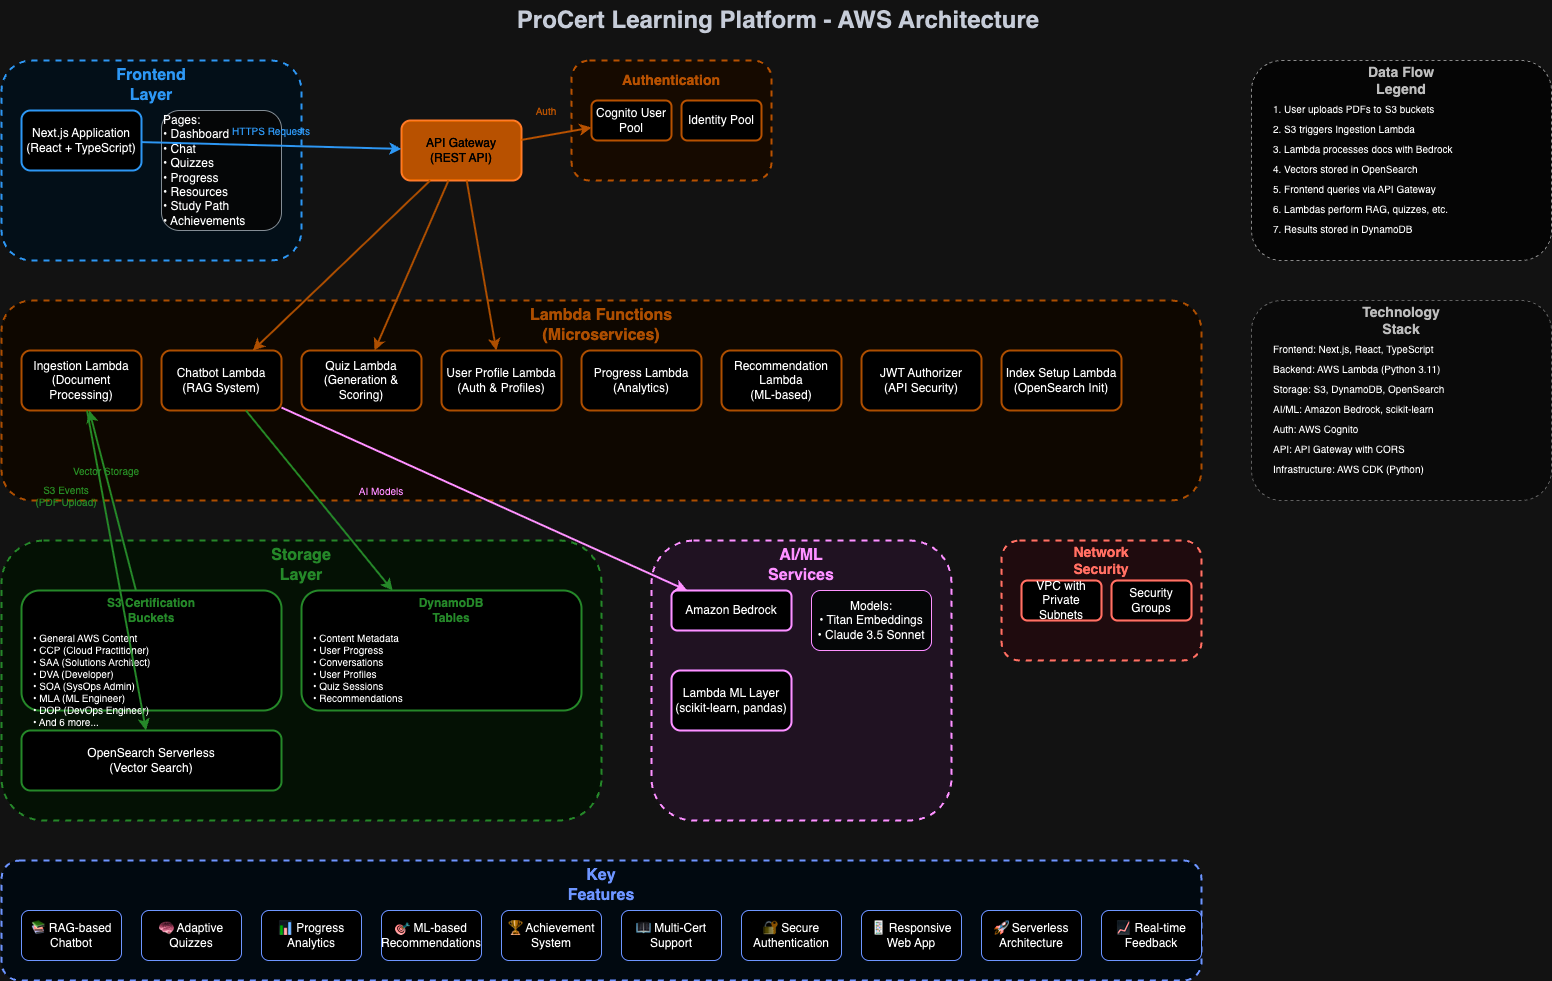 ProCert Learning Platform - AWS Architecture
Frontend
Layer
Next.js Application
(React + TypeScript)
Pages:
• Dashboard
• Chat
• Quizzes
• Progress
• Resources
• Study Path
• Achievements
HTTPS Requests
API Gateway
(REST API)
Auth
Authentication
Cognito User
Pool
Identity Pool
Data Flow
Legend
1. User uploads PDFs to S3 buckets
2. S3 triggers Ingestion Lambda
3. Lambda processes docs with Bedrock
4. Vectors stored in OpenSearch
5. Frontend queries via API Gateway
6. Lambdas perform RAG, quizzes, etc.
7. Results stored in DynamoDB
Lambda Functions
(Microservices)
Ingestion Lambda
(Document
Processing)
Chatbot Lambda
(RAG System)
Quiz Lambda
(Generation &
Scoring)
User Profile Lambda
(Auth & Profiles)
Progress Lambda
(Analytics)
Recommendation
Lambda
(ML-based)
JWT Authorizer
(API Security)
Index Setup Lambda
(OpenSearch Init)
Technology
Stack
Frontend: Next.js, React, TypeScript
Backend: AWS Lambda (Python 3.11)
Storage: S3, DynamoDB, OpenSearch
AI/ML: Amazon Bedrock, scikit-learn
Auth: AWS Cognito
API: API Gateway with CORS
Infrastructure: AWS CDK (Python)
Vector Storage
S3 Events
(PDF Upload)
AI Models
Storage
Layer
S3 Certification
Buckets
• General AWS Content
• CCP (Cloud Practitioner)
• SAA (Solutions Architect)
• DVA (Developer)
• SOA (SysOps Admin)
• MLA (ML Engineer)
• DOP (DevOps Engineer)
• And 6 more...
DynamoDB
Tables
• Content Metadata
• User Progress
• Conversations
• User Profiles
• Quiz Sessions
• Recommendations
OpenSearch Serverless
(Vector Search)
AI/ML
Services
Amazon Bedrock
Models:
• Titan Embeddings
• Claude 3.5 Sonnet
Lambda ML Layer
(scikit-learn, pandas)
Network
Security
VPC with
Private
Subnets
Security
Groups
Key
Features
📚 RAG-based
Chatbot
🧠 Adaptive
Quizzes
📊 Progress
Analytics
🎯 ML-based
Recommendations
🏆 Achievement
System
📖 Multi-Cert
Support
🔐 Secure
Authentication
📱 Responsive
Web App
🚀 Serverless
Architecture
📈 Real-time
Feedback